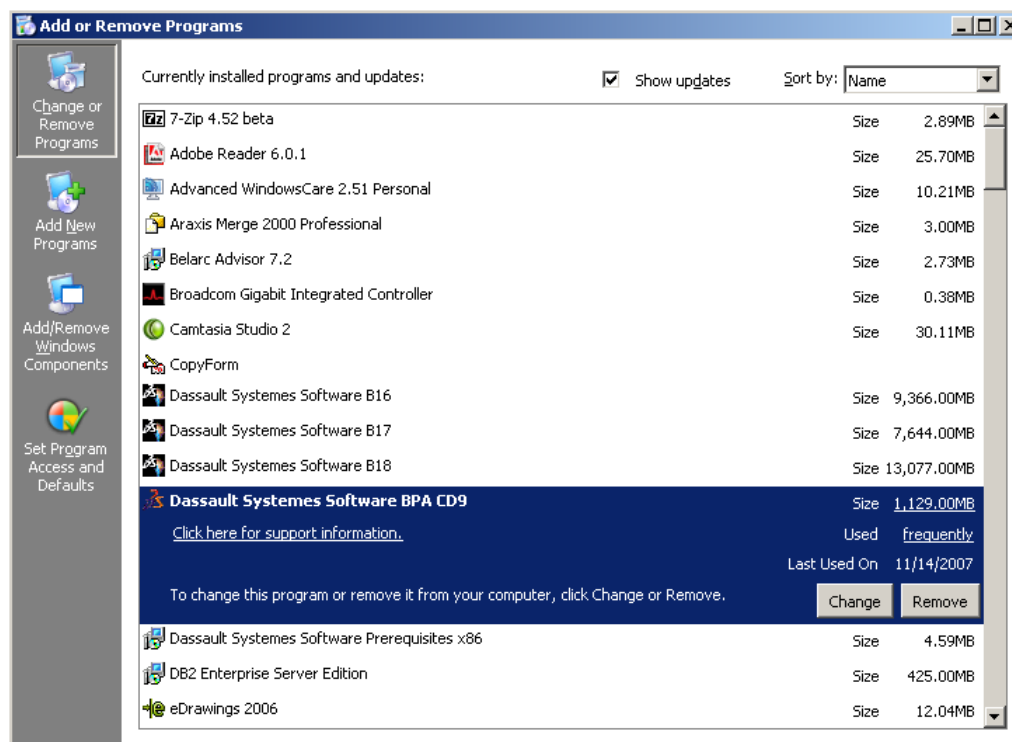 Add or Remove Programs
Currently installed programs and updates:
Show updates
Sort by: Name
Change or
Remove
Programs
Add New
Programs
Add/Remove
Windows
Components
Set Program
Access and
Defaults
7-Zip 4.52 beta Size 2.89MB
Adobe Reader 6.0.1 Size 25.70MB
Advanced WindowsCare 2.51 Personal Size 10.21MB
Araxis Merge 2000 Professional Size 3.00MB
Belarc Advisor 7.2 Size 2.73MB
Broadcom Gigabit Integrated Controller Size 0.38MB
Camtasia Studio 2 Size 30.11MB
CopyForm
Dassault Systemes Software B16 Size 9,366.00MB
Dassault Systemes Software B17 Size 7,644.00MB
Dassault Systemes Software B18 Size 13,077.00MB
Dassault Systemes Software BPA CD9 Size 1,129.00MB
Click here for support information. Used frequently
Last Used On 11/14/2007
To change this program or remove it from your computer, click Change or Remove. Change Remove
Dassault Systemes Software Prerequisites x86 Size 4.59MB
DB2 Enterprise Server Edition Size 425.00MB
eDrawings 2006 Size 12.04MB